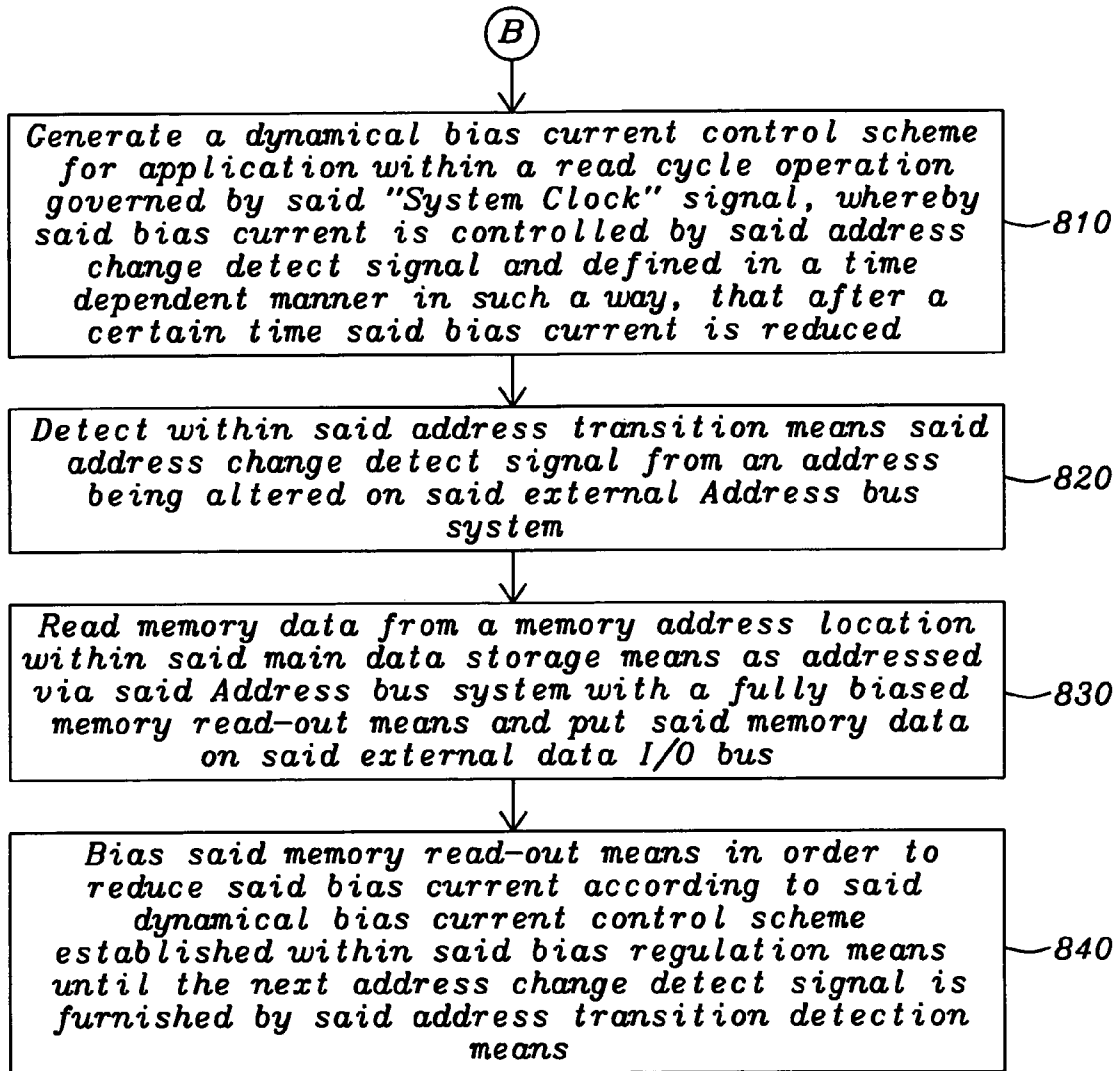 B
Generate a dynamical bias current control scheme
for application within a read cycle operation
governed by said "System Clock" signal, whereby
said bias current is controlled by said address
change detect signal and defined in a time
dependent manner in such a way, that after a
certain time said bias current is reduced
810
Detect within said address transition means said
address change detect signal from an address
being altered on said external Address bus
system
820
Read memory data from a memory address location
within said main data storage means as addressed
via said Address bus system with a fully biased
memory read-out means and put said memory data
on said external data I/O bus
830
Bias said memory read-out means in order to
reduce said bias current according to said
dynamical bias current control scheme
established within said bias regulation means
until the next address change detect signal is
furnished by said address transition detection
means
840